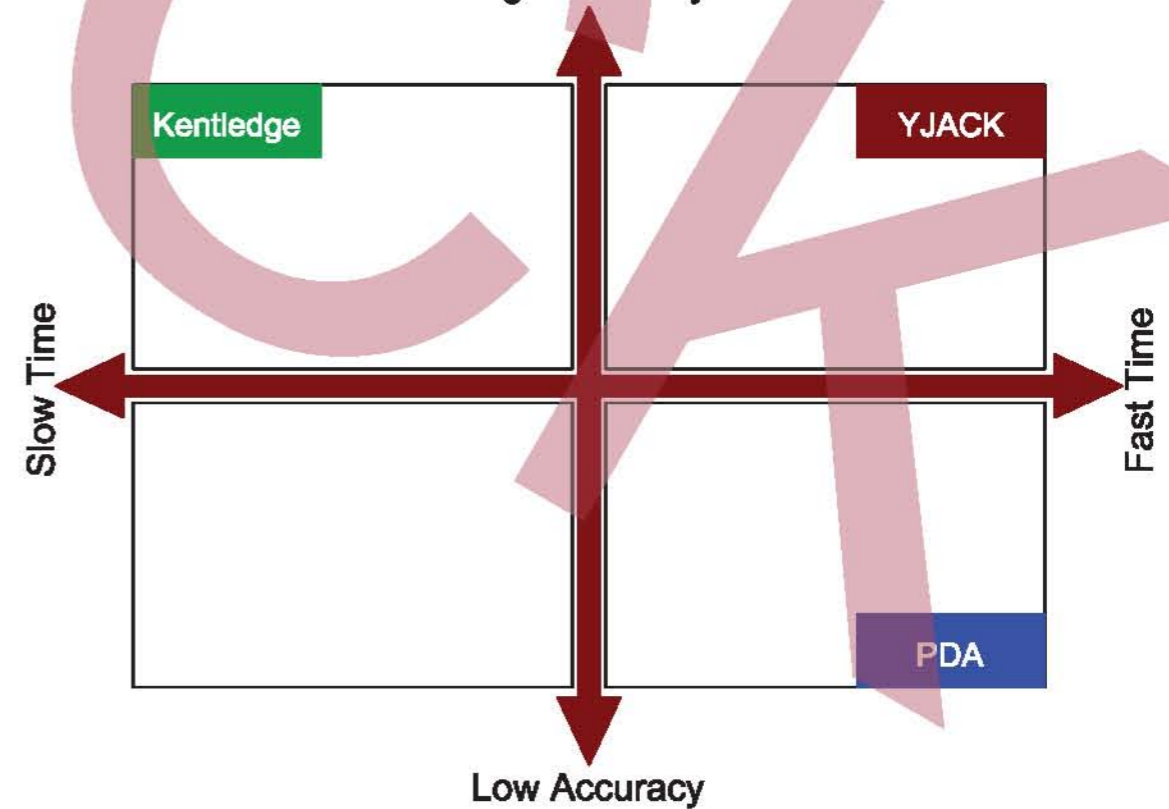 Kentledge
YJACK
Slow Time
Fast Time
PDA
Low Accuracy